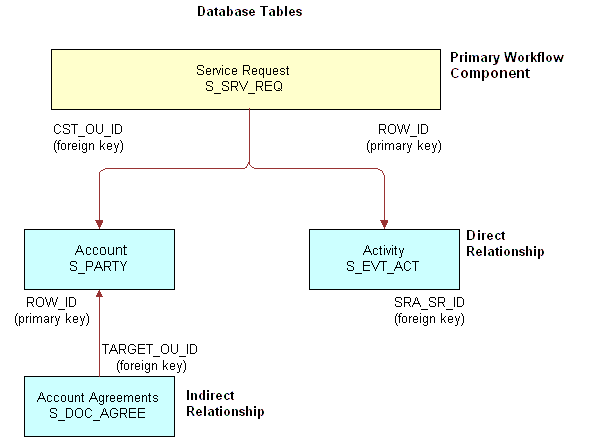 Database Tables
Service Request
S_SRV_REQ
Primary Workflow
Component
CST_OU_ID
(foreign key)
ROW_ID
(primary key)
Account
S_PARTY
Activity
S_EVT_ACT
Direct
Relationship
ROW_ID
(primary key)
SRA_SR_ID
(foreign key)
TARGET_OU_ID
(foreign key)
Account Agreements
S_DOC_AGREE
Indirect
Relationship